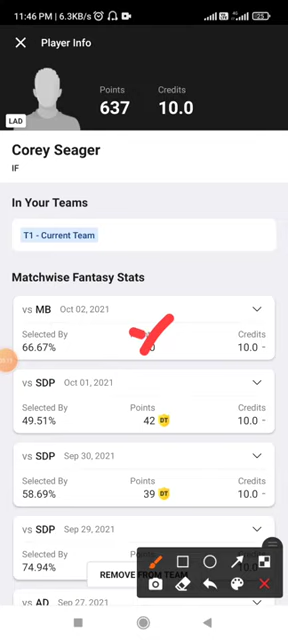 11:46 PM | 6.3KB/s
25
Player Info
Points
Credits
637
10.0
LAD
Corey Seager
IF
In Your Teams
T1 - Current Team
Matchwise Fantasy Stats
vs MB Oct 02, 2021
Selected By
Credits
66.67%
10.0 -
vs SDP Oct 01, 2021
Selected By Points Credits
49.51% 42 DT 10.0 -
vs SDP Sep 30, 2021
Selected By Points Credits
58.69% 39 DT 10.0 -
vs SDP Sep 29, 2021
Selected By
74.94%
REMOVE FROM TEAM
vs AD Sep 27, 2021